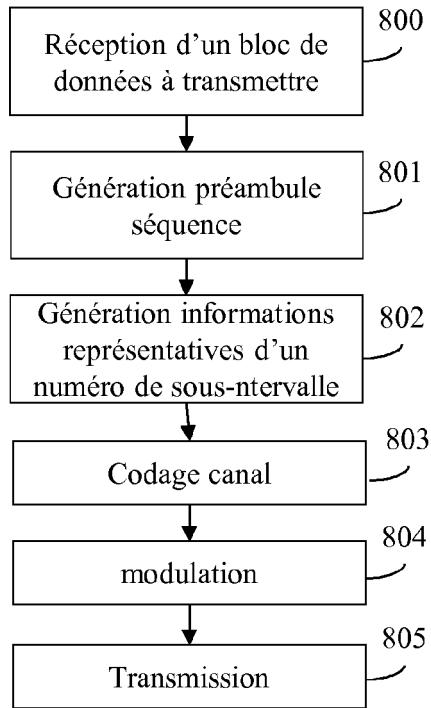 800
Réception d'un bloc de
données à transmettre
801
Génération préambule
séquence
802
Génération informations
représentatives d'un
numéro de sous-ntervalle
803
Codage canal
804
modulation
805
Transmission